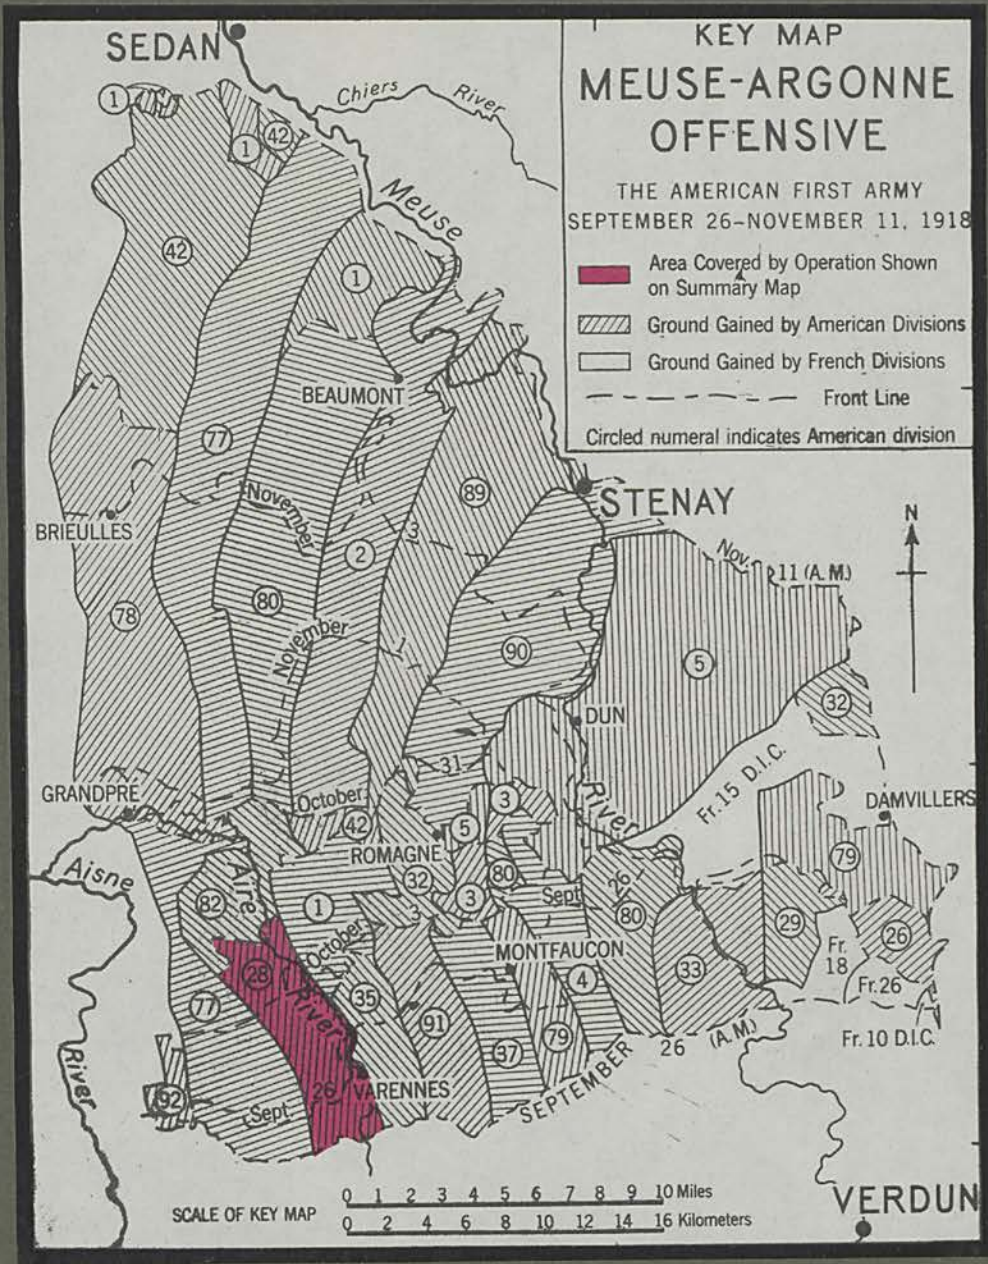 KEY MAP
MEUSE-ARGONNE
OFFENSIVE
THE AMERICAN FIRST ARMY
SEPTEMBER 26-NOVEMBER 11, 1918
Area Covered by Operation Shown
on Summary Map
Ground Gained by American Divisions
Ground Gained by French Divisions
Front Line
Circled numeral indicates American division
SEDAN
Chiers River
1
1
42
Meuse
42
1
BEAUMONT
77
89
STENAY
N
November
BRIEULLES
3
2
Nov. 11 (A.M.)
80
78
November
1
90
5
32
DUN
31
Fr. 15 D.I.C.
GRANDPRÉ
October
3
River
DAMVILLERS
42
5
ROMAGNE
79
Aisne
Aire
32
80
26
82
1
3
3
Sept.
80
29
26
October
MONTFAUCON
28
33
Fr.
18
77
River
35
4
Fr. 26
91
37
79
26 (A.M.)
Fr. 10 D.I.C.
SEPTEMBER
River
92
Sept.
26
VARENNES
VERDUN
SCALE OF KEY MAP
0 1 2 3 4 5 6 7 8 9 10 Miles
0 2 4 6 8 10 12 14 16 Kilometers